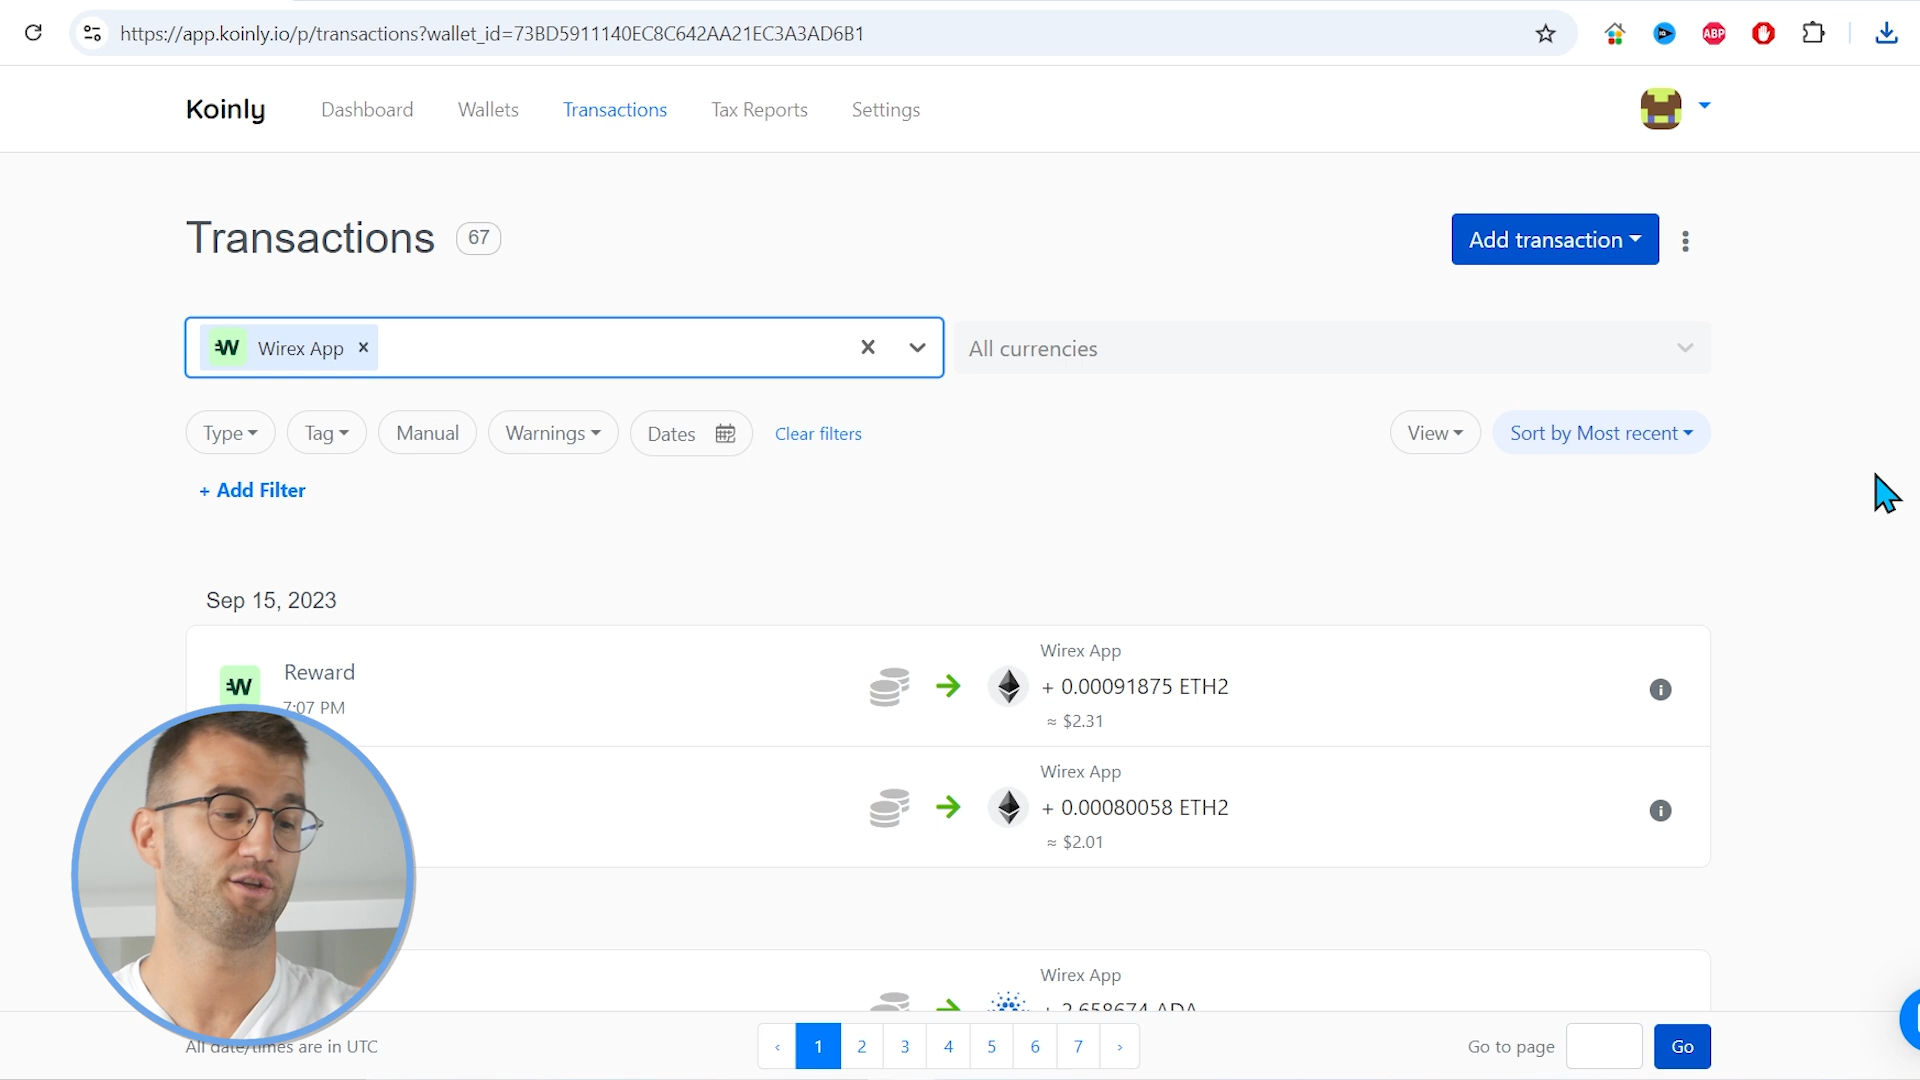 https://app.koinly.io/p/transactions?wallet_id=73BD5911140EC8C642AA21EC3A3AD6B1
ABP
Koinly
Dashboard
Wallets
Transactions
Tax Reports
Settings
Transactions
67
Add transaction
W
Wirex App
All currencies
Type
Tag
Manual
Warnings
Dates
Clear filters
View
Sort by Most recent
+ Add Filter
Sep 15, 2023
W
Reward
7:07 PM
Wirex App
+ 0.00091875 ETH2
≈ $2.31
Wirex App
+ 0.00080058 ETH2
≈ $2.01
Wirex App
+ 2.658674 ADA
All date/times are in UTC
‹ 1 2 3 4 5 6 7 ›
Go to page
Go